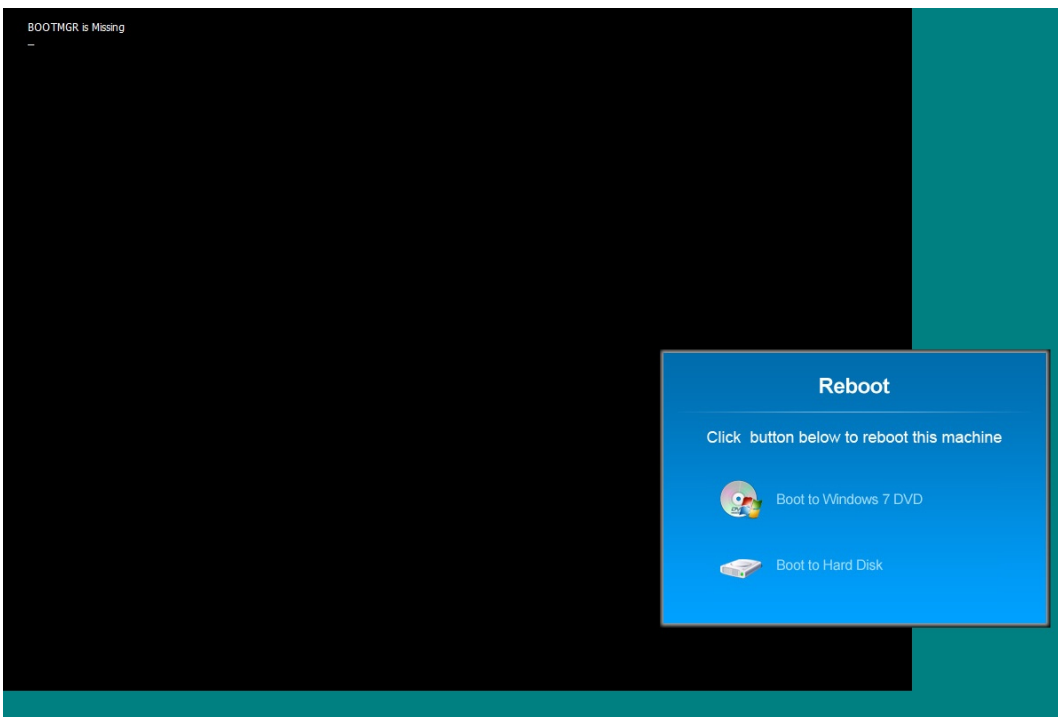 BOOTMGR is Missing
_
Reboot
Click button below to reboot this machine
Boot to Windows 7 DVD
Boot to Hard Disk